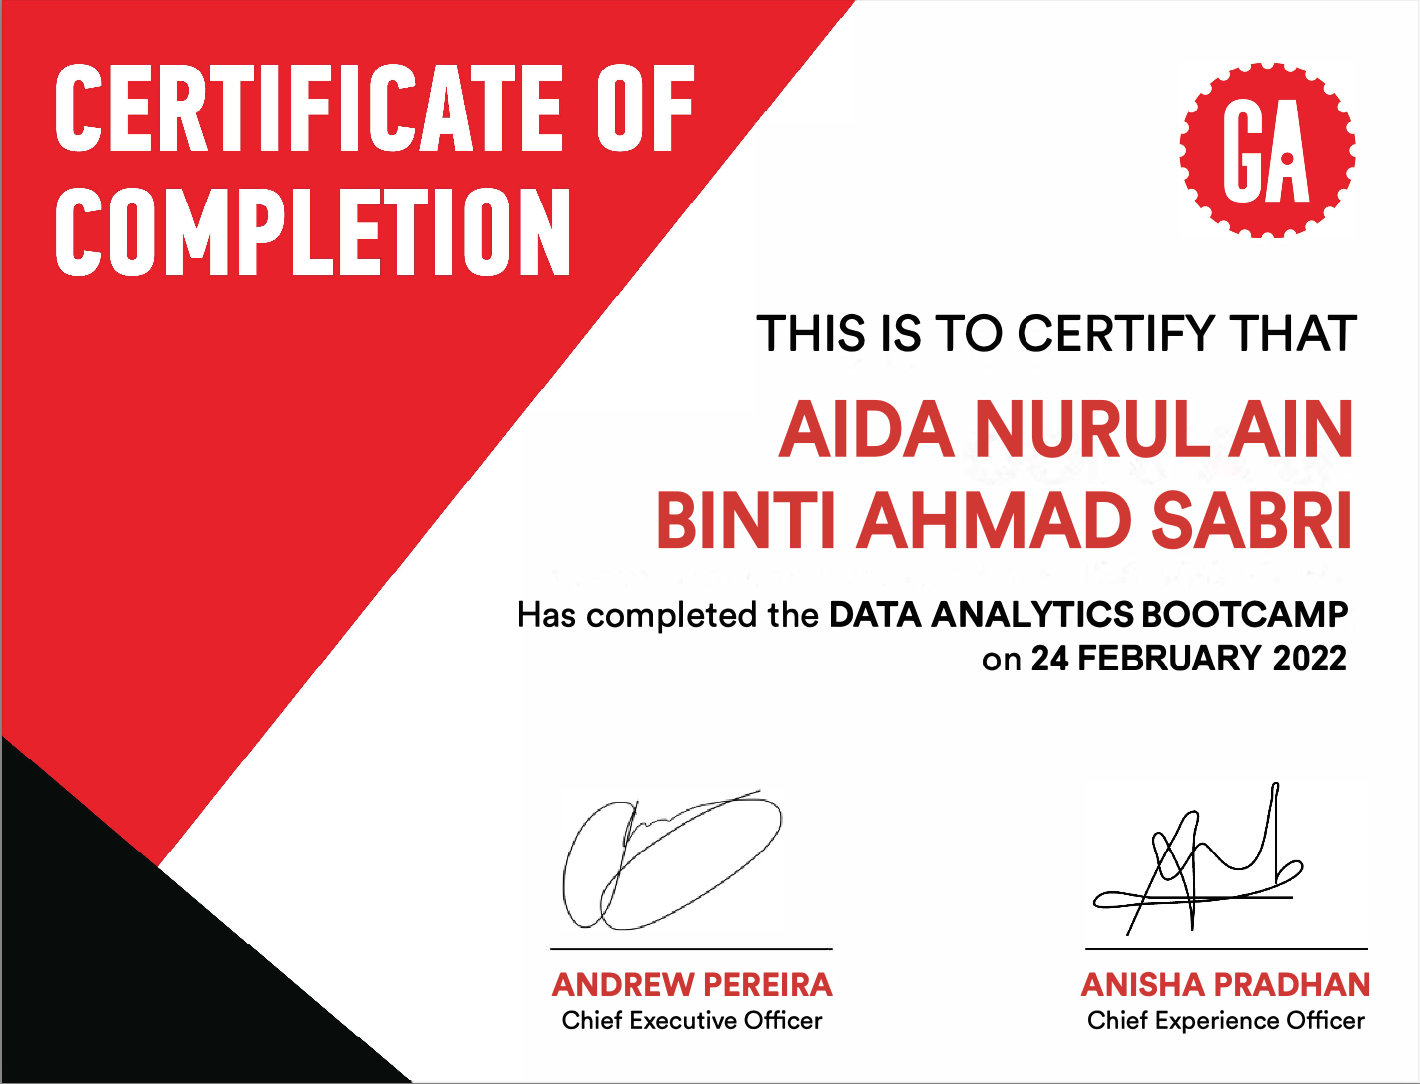 CERTIFICATE OF
COMPLETION
GA
THIS IS TO CERTIFY THAT
AIDA NURUL AIN
BINTI AHMAD SABRI
Has completed the DATA ANALYTICS BOOTCAMP
on 24 FEBRUARY 2022
ANDREW PEREIRA
Chief Executive Officer
ANISHA PRADHAN
Chief Experience Officer